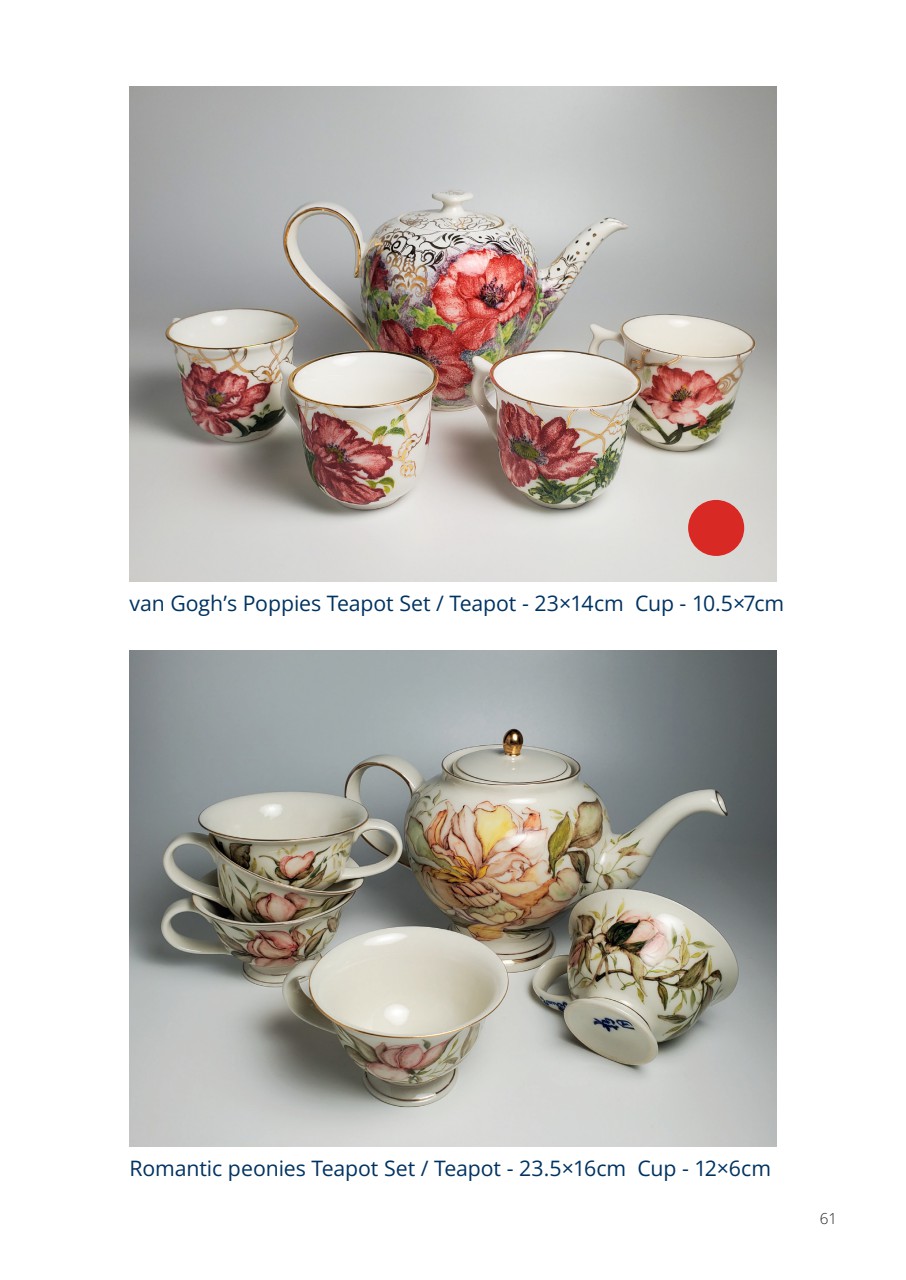 van Gogh’s Poppies Teapot Set / Teapot - 23×14cm  Cup - 10.5×7cm
Romantic peonies Teapot Set / Teapot - 23.5×16cm  Cup - 12×6cm
61